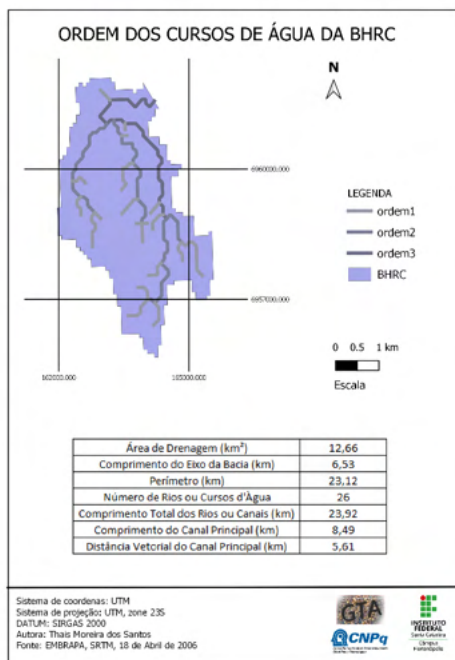 ORDEM DOS CURSOS DE ÁGUA DA BHRC
N
6960000.000
LEGENDA
ordem1
ordem2
ordem3
BHRC
6957000.000
0 0.5 1 km
Escala
162000.000 165000.000
Área de Drenagem (km²) 12,66
Comprimento do Eixo da Bacia (km) 6,53
Perímetro (km) 23,12
Número de Rios ou Cursos d'Água 26
Comprimento Total dos Rios ou Canais (km) 23,92
Comprimento do Canal Principal (km) 8,49
Distância Vetorial do Canal Principal (km) 5,61
Sistema de coordenas: UTM
Sistema de projeção: UTM, zone 23S
DATUM: SIRGAS 2000
Autora: Thais Moreira dos Santos
Fonte: EMBRAPA, SRTM, 18 de Abril de 2006
GTA
CNPq
INSTITUTO
FEDERAL
Santa Catarina
Câmpus
Florianópolis